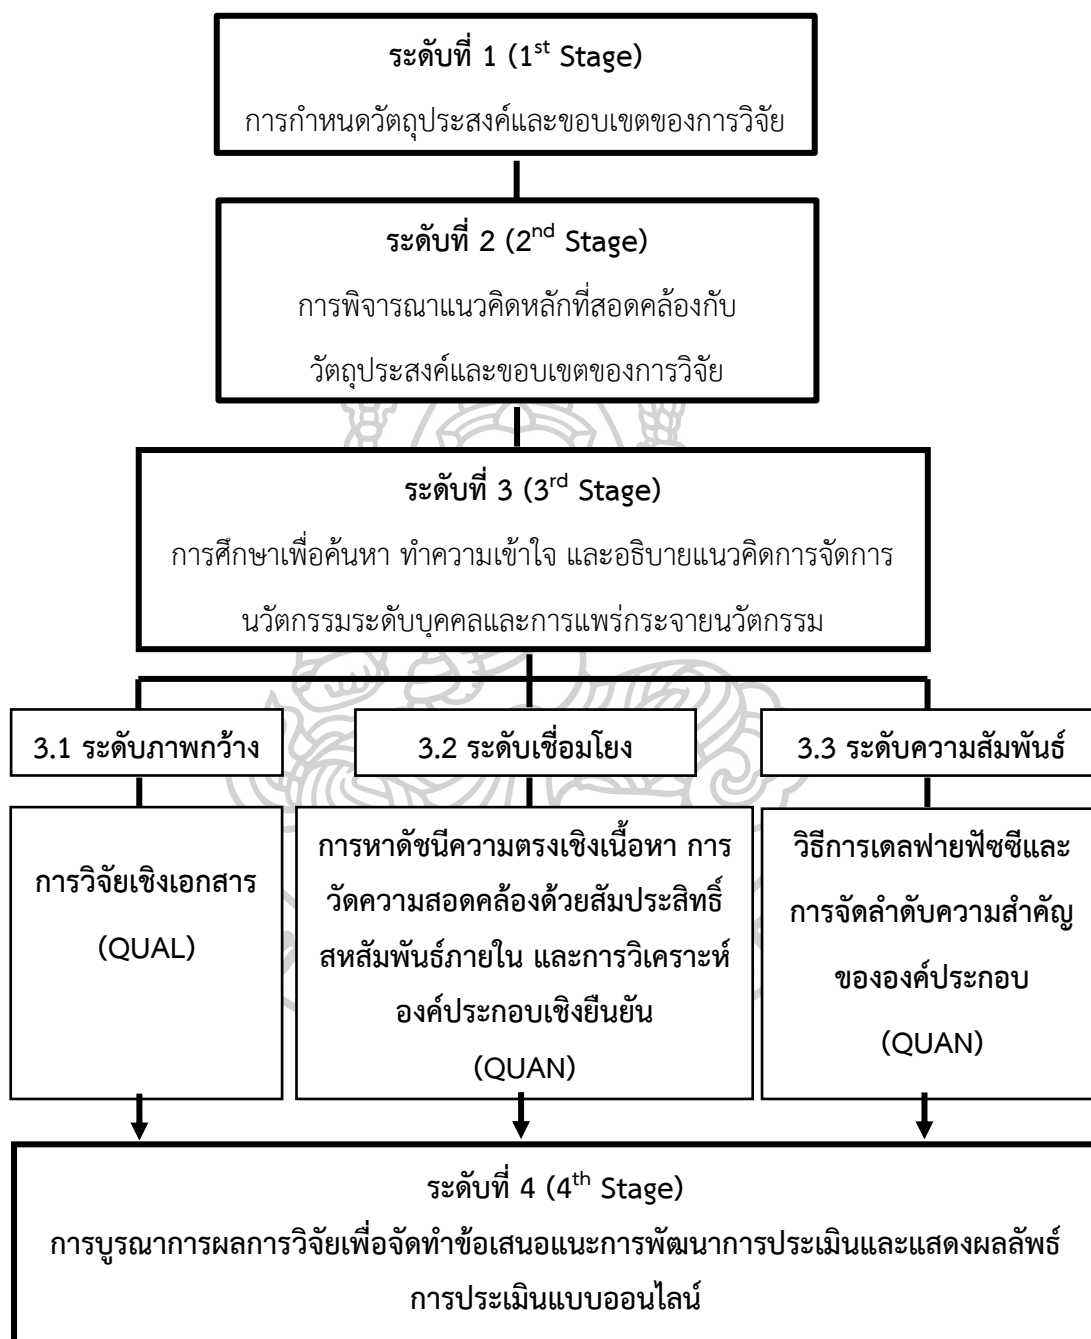 ระดับที่ 1 (1st Stage)
การกำหนดวัตถุประสงค์และขอบเขตของการวิจัย
ระดับที่ 2 (2nd Stage)
การพิจารณาแนวคิดหลักที่สอดคล้องกับ
วัตถุประสงค์และขอบเขตของการวิจัย
ระดับที่ 3 (3rd Stage)
การศึกษาเพื่อค้นหา ทำความเข้าใจ และอธิบายแนวคิดการจัดการ
นวัตกรรมระดับบุคคลและการแพร่กระจายนวัตกรรม
3.1 ระดับภาพกว้าง
การวิจัยเชิงเอกสาร
(QUAL)
3.2 ระดับเชื่อมโยง
การหาดัชนีความตรงเชิงเนื้อหา การ
วัดความสอดคล้องด้วยสัมประสิทธิ์
สหสัมพันธ์ภายใน และการวิเคราะห์
องค์ประกอบเชิงยืนยัน
(QUAN)
3.3 ระดับความสัมพันธ์
วิธีการเดลฟายฟัซซีและ
การจัดลำดับความสำคัญ
ขององค์ประกอบ
(QUAN)
ระดับที่ 4 (4th Stage)
การบูรณาการผลการวิจัยเพื่อจัดทำข้อเสนอแนะการพัฒนาการประเมินและแสดงผลลัพธ์
การประเมินแบบออนไลน์